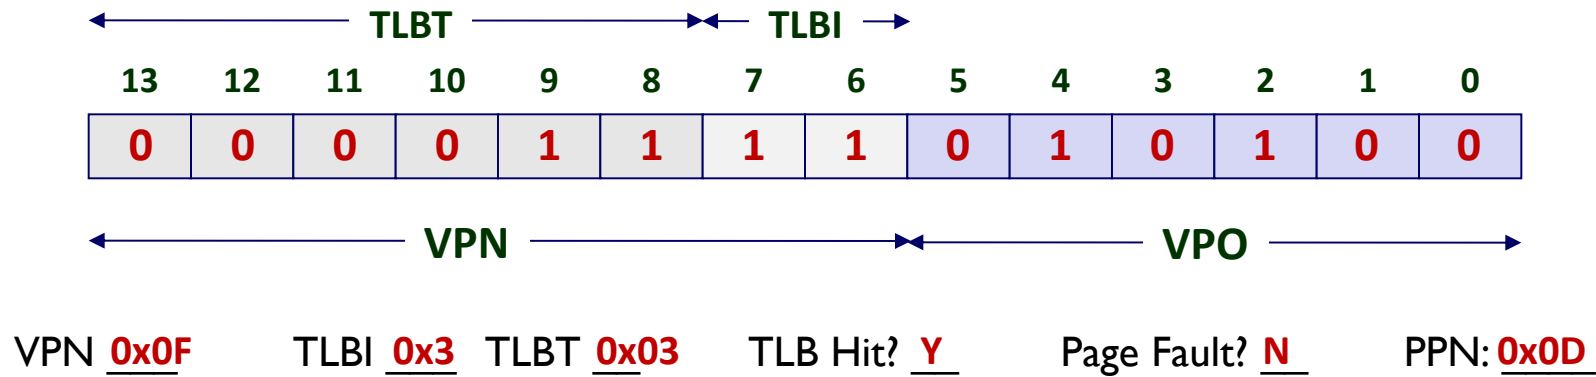 TLBT TLBI
13 12 11 10 9 8 7 6 5 4 3 2 1 0
0 0 0 0 1 1 1 1 0 1 0 1 0 0
VPN VPO
VPN 0x0F TLBI 0x3 TLBT 0x03 TLB Hit? Y Page Fault? N PPN: 0x0D